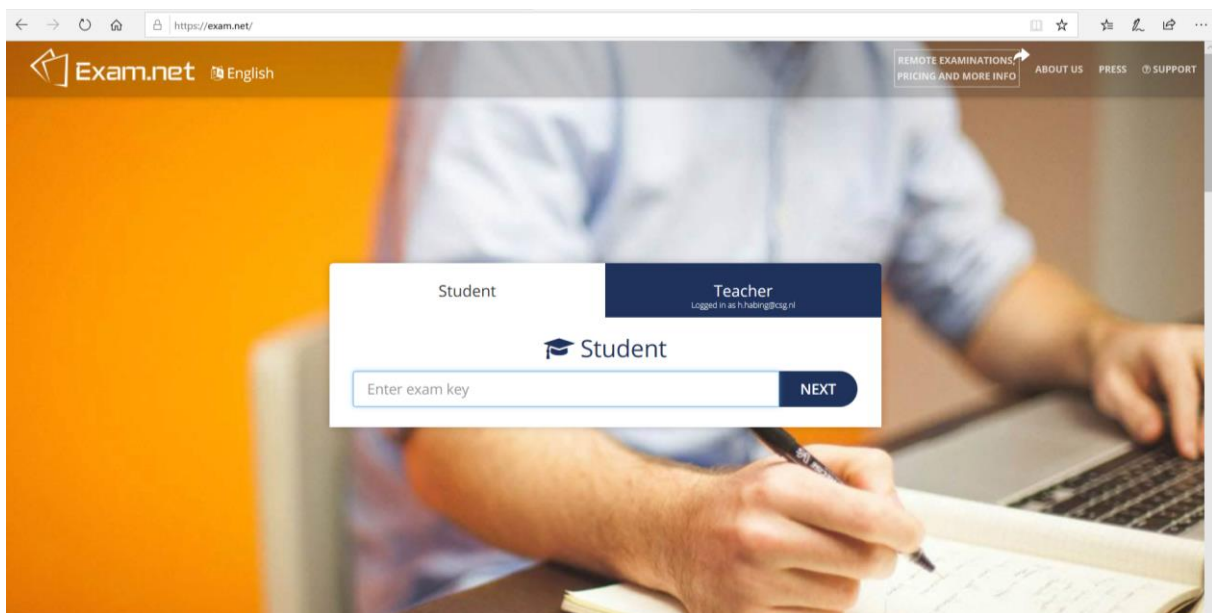 https://exam.net/
Exam.net English
REMOTE EXAMINATIONS,
PRICING AND MORE INFO
ABOUT US PRESS SUPPORT
Student
Teacher
Logged in as h.habing@csg.nl
Student
Enter exam key
NEXT